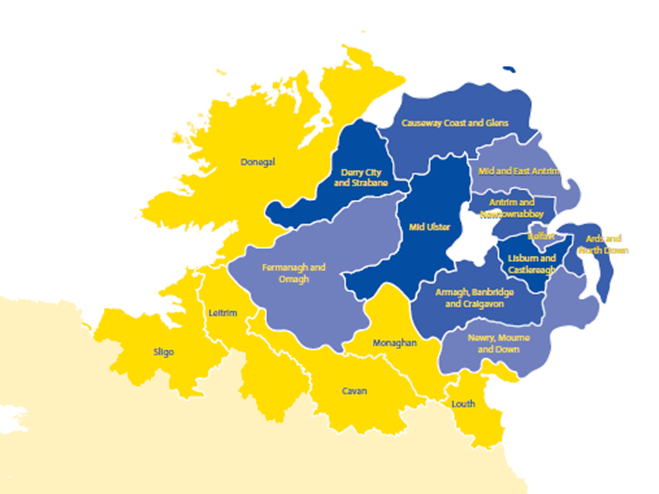 Causeway Coast and Glens
Donegal
Derry City
and Strabane
Mid and East Antrim
Antrim and
Newtownabbey
Mid Ulster
Belfast
Ards and
North Down
Lisburn and
Castlereagh
Fermanagh and
Omagh
Armagh, Banbridge
and Craigavon
Leitrim
Sligo
Monaghan
Newry, Mourne
and Down
Cavan
Louth